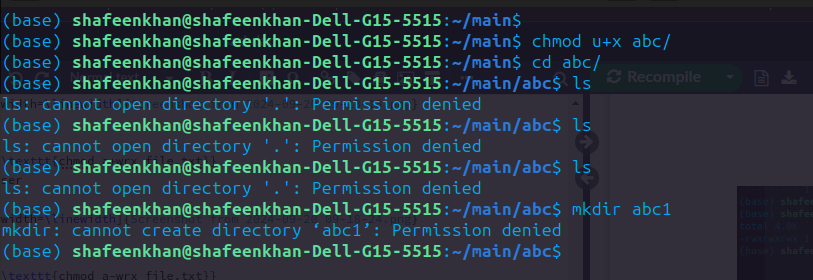 (base) shafeenkhan@shafeenkhan-Dell-G15-5515:~/main$
(base) shafeenkhan@shafeenkhan-Dell-G15-5515:~/main$ chmod u+x abc/
(base) shafeenkhan@shafeenkhan-Dell-G15-5515:~/main$ cd abc/
Recompile
(base) shafeenkhan@shafeenkhan-Dell-G15-5515:~/main/abc$ ls
ls: cannot open directory '.': Permission denied
(base) shafeenkhan@shafeenkhan-Dell-G15-5515:~/main/abc$ ls
ls: cannot open directory '.': Permission denied
\texttt{chmod a-wrx file.txt}}
(base) shafeenkhan@shafeenkhan-Dell-G15-5515:~/main/abc$ ls
ls: cannot open directory '.': Permission denied
(base) shafeenkhan@shafeenkhan-Dell-G15-5515:~/main/abc$ mkdir abc1
mkdir: cannot create directory ‘abc1’: Permission denied
(base) shafeenkhan@shafeenkhan-Dell-G15-5515:~/main/abc$
\texttt{chmod a-wrx file.txt}}